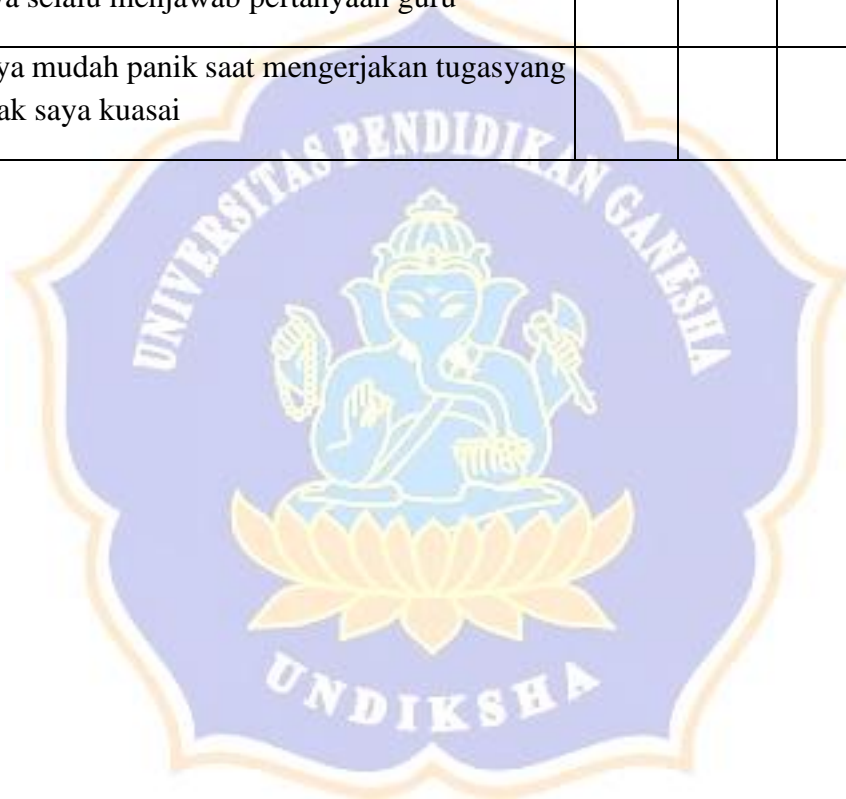 selalu menjawab pertanyaan guru
ya mudah panik saat mengerjakan tugasyang
ak saya kuasai
UNIVERSITAS PENDIDIKAN GANESHA
UNDIKSHA